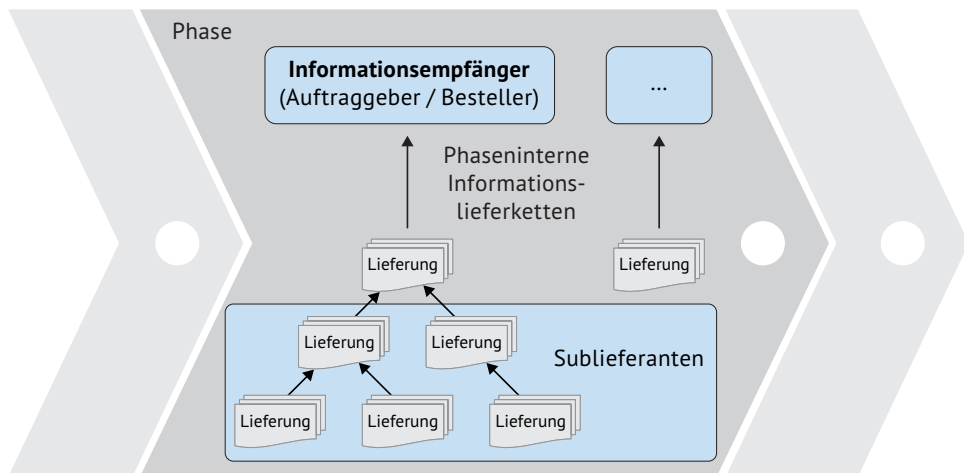 Phase
Informationsempfänger
(Auftraggeber / Besteller)
...
Phaseninterne
Informations-
lieferketten
Lieferung
Lieferung
Lieferung
Lieferung
Sublieferanten
Lieferung
Lieferung
Lieferung